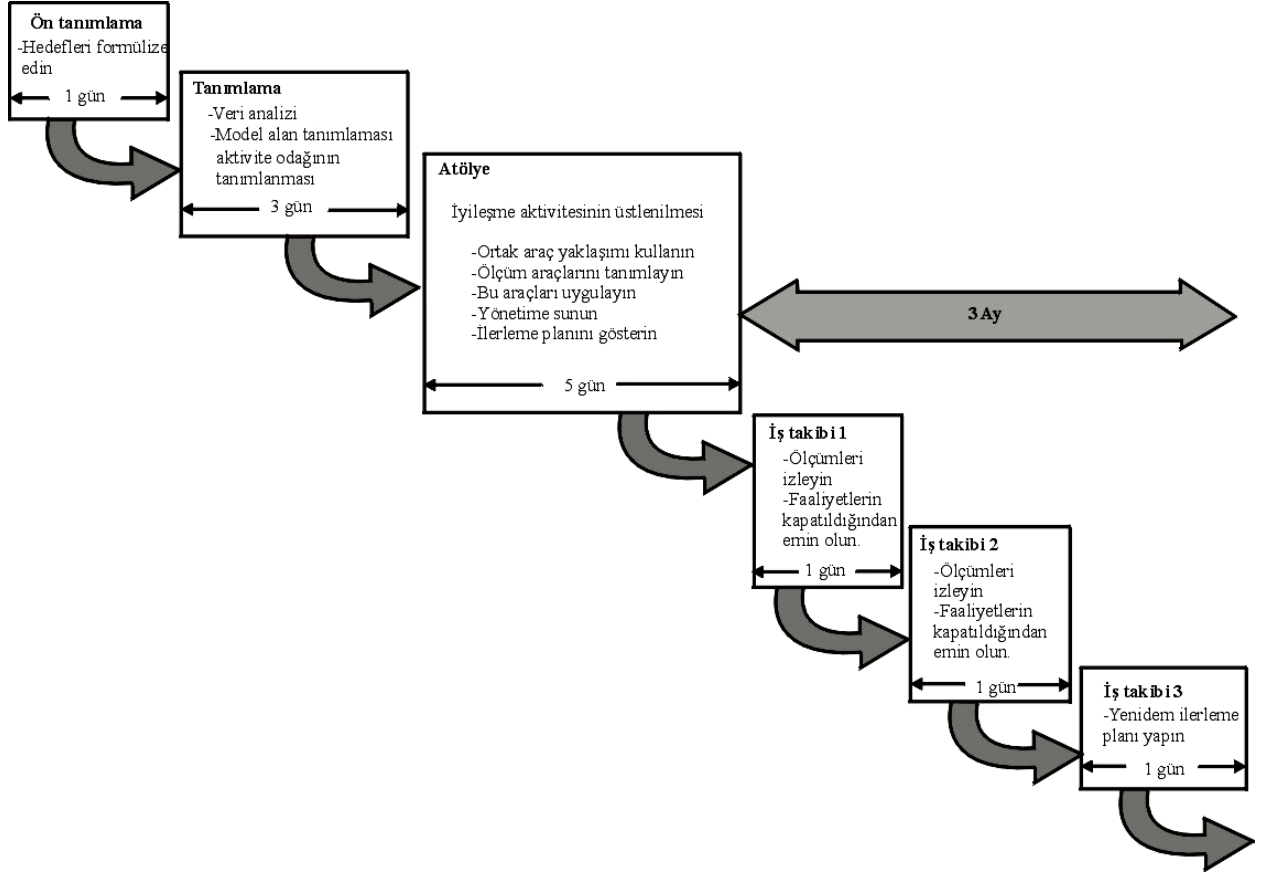 Ön tanımlama
-Hedefleri formülize
edin
1 gün
Tanımlama
-Veri analizi
-Model alan tanımlaması
aktivite odağının
tanımlanması
3 gün
Atölye
İyileşme aktivitesinin üstlenilmesi
-Ortak araç yaklaşımı kullanın
-Ölçüm araçlarını tanımlayın
-Bu araçları uygulayın
-Yönetime sunun
-İlerleme planını gösterin
5 gün
3 Ay
İş takibi 1
-Ölçümleri
izleyin
-Faaliyetlerin
kapatıldığından
emin olun.
1 gün
İş takibi 2
-Ölçümleri
izleyin
-Faaliyetlerin
kapatıldığından
emin olun.
1 gün
İş takibi 3
-Yenidem ilerleme
planı yapın
1 gün